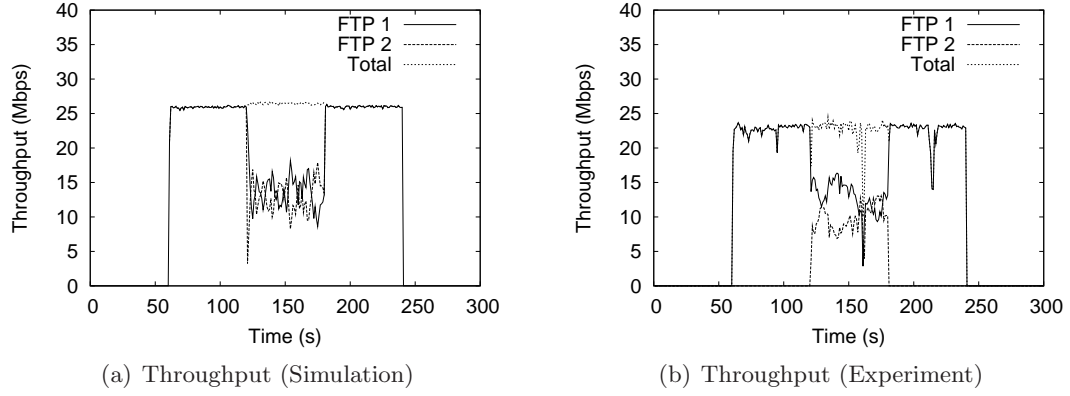 40
35
30
25
20
15
10
5
0
Throughput (Mbps)
FTP 1
FTP 2
Total
0 50 100 150 200 250 300
Time (s)
(a) Throughput (Simulation)
40
35
30
25
20
15
10
5
0
Throughput (Mbps)
FTP 1
FTP 2
Total
0 50 100 150 200 250 300
Time (s)
(b) Throughput (Experiment)